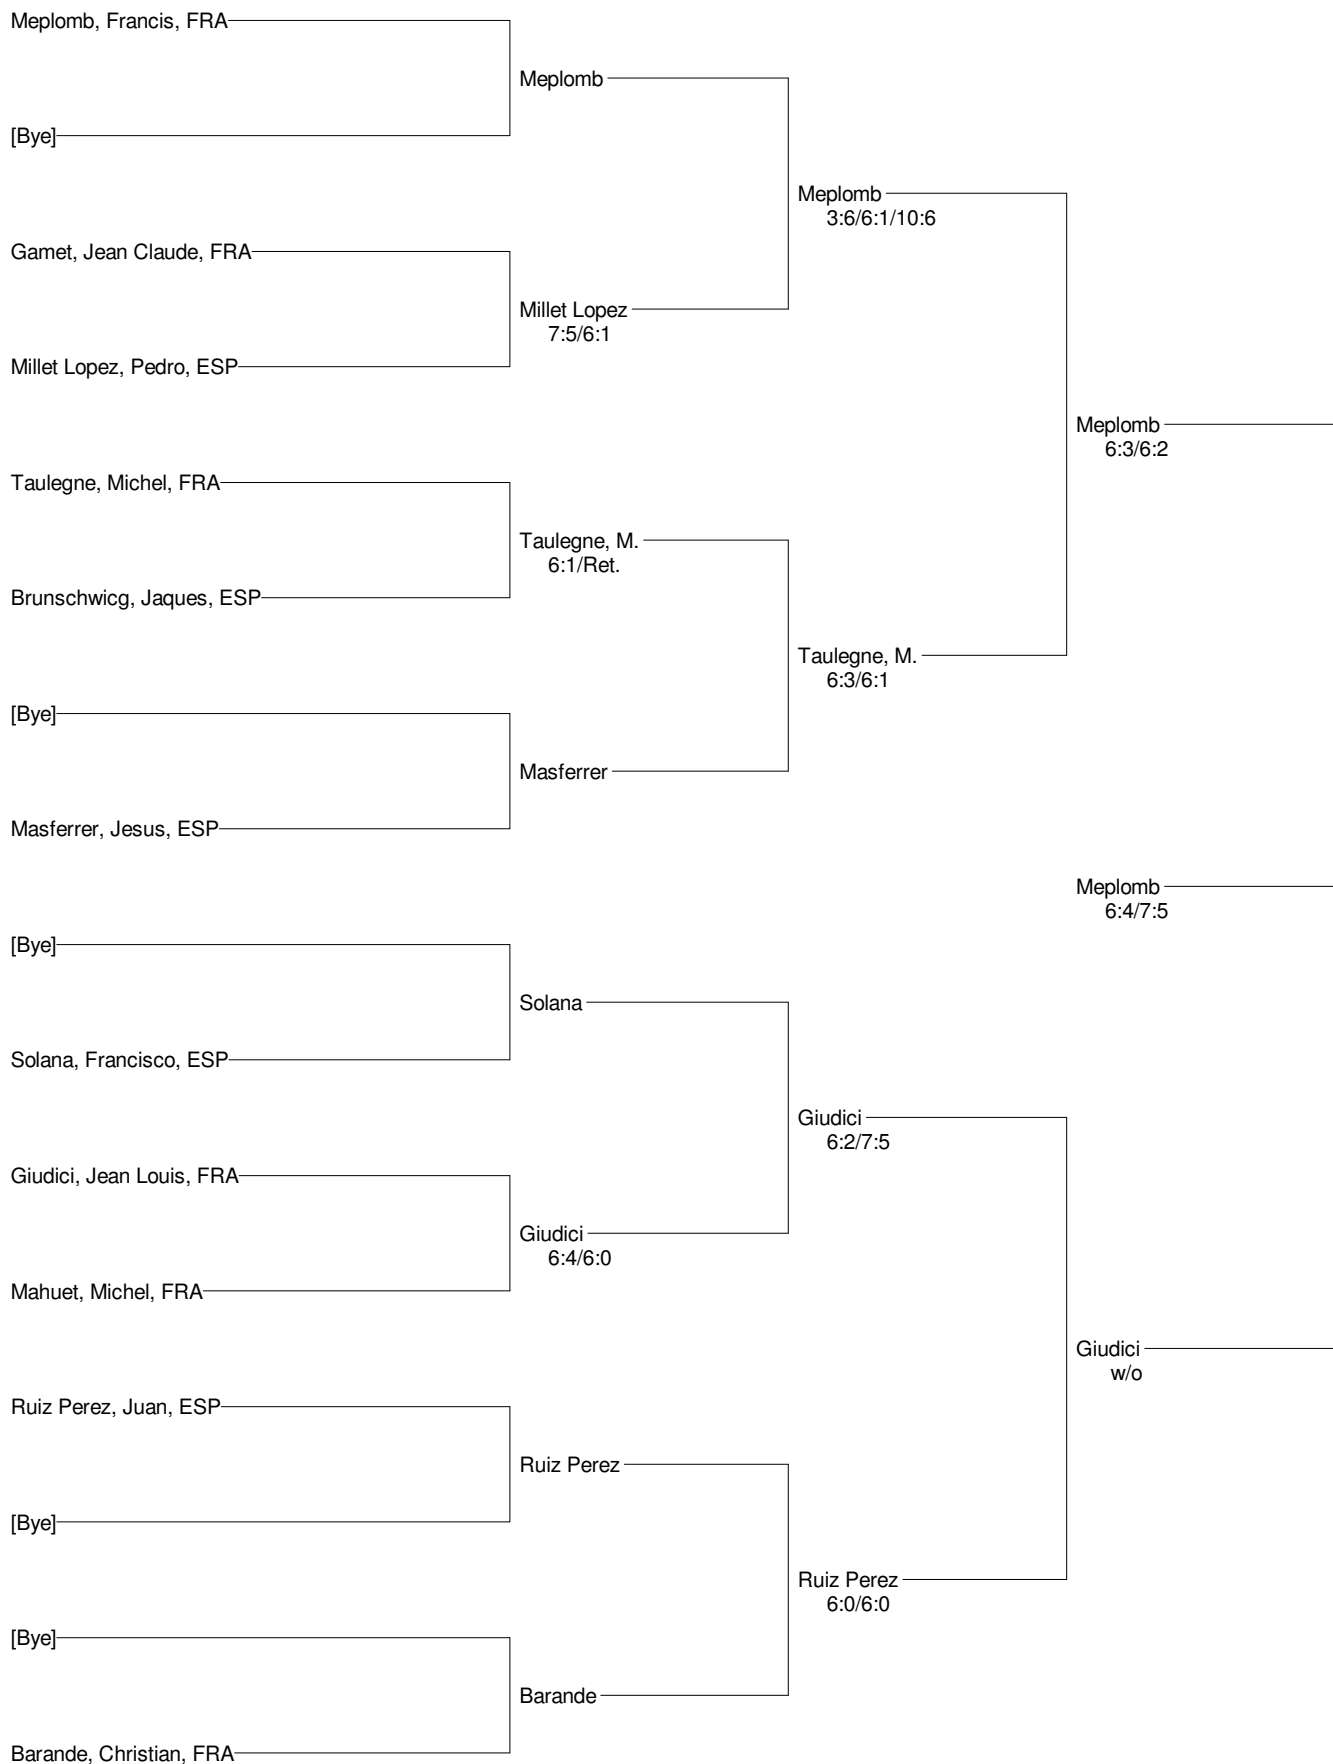 Meplomb, Francis, FRA
Meplomb
[Bye]
Meplomb
3:6/6:1/10:6
Gamet, Jean Claude, FRA
Millet Lopez
7:5/6:1
Millet Lopez, Pedro, ESP
Meplomb
6:3/6:2
Taulegne, Michel, FRA
Taulegne, M.
6:1/Ret.
Brunschwicg, Jaques, ESP
Taulegne, M.
6:3/6:1
[Bye]
Masferrer
Masferrer, Jesus, ESP
Meplomb
6:4/7:5
[Bye]
Solana
Solana, Francisco, ESP
Giudici
6:2/7:5
Giudici, Jean Louis, FRA
Giudici
6:4/6:0
Mahuet, Michel, FRA
Giudici
w/o
Ruiz Perez, Juan, ESP
Ruiz Perez
[Bye]
Ruiz Perez
6:0/6:0
[Bye]
Barande
Barande, Christian, FRA